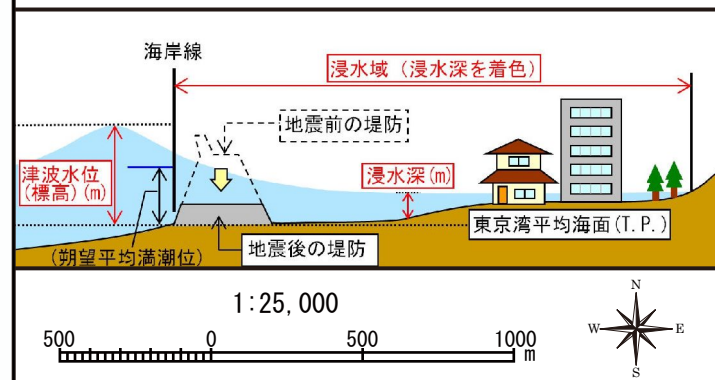 海岸線
浸水域（浸水深を着色）
地震前の堤防
津波水位
(標高)(m)
浸水深(m)
東京湾平均海面(T.P.)
地震後の堤防
(朔望平均満潮位)
1:25,000
500 0 500 1000
m
N
W E
S